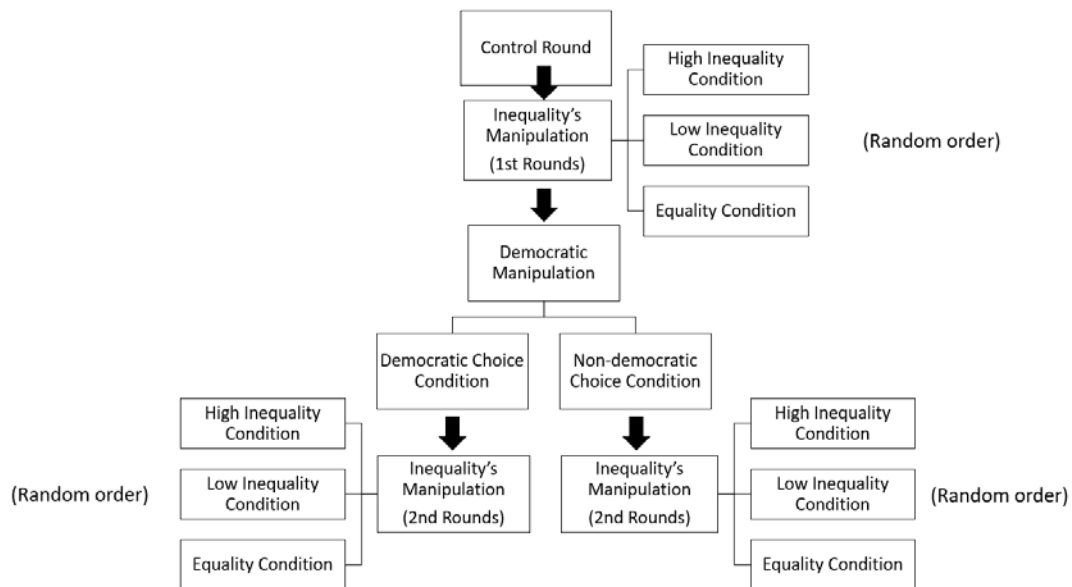 Control Round
High Inequality
Condition
Inequality's
Manipulation
(1st Rounds)
Low Inequality
Condition
(Random order)
Equality Condition
Democratic
Manipulation
Democratic Choice
Condition
Non-democratic
Choice Condition
High Inequality
Condition
Low Inequality
Condition
(Random order)
Equality Condition
Inequality's
Manipulation
(2nd Rounds)
Inequality's
Manipulation
(2nd Rounds)
High Inequality
Condition
Low Inequality
Condition
(Random order)
Equality Condition